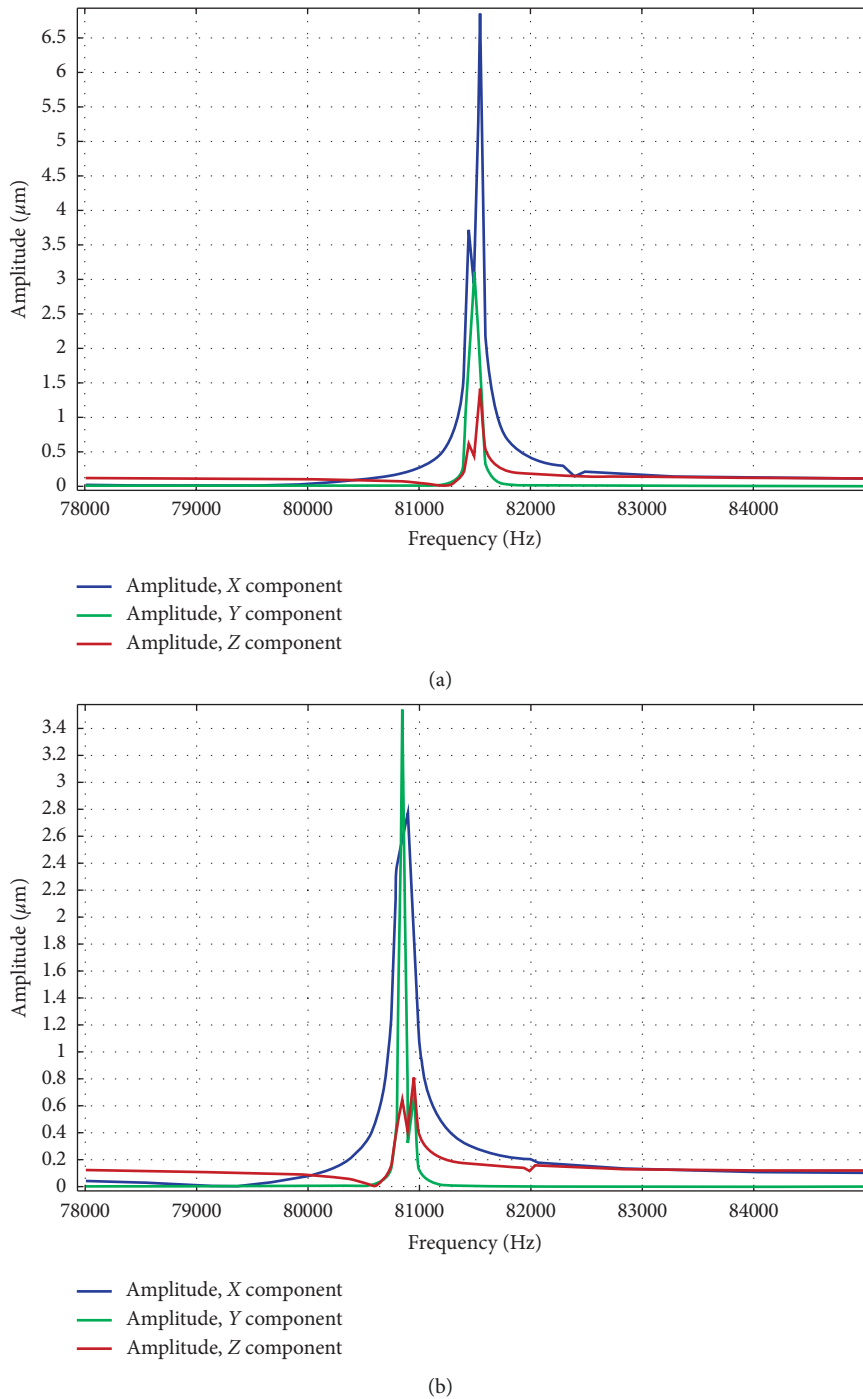 6.5
6
5.5
5
4.5
4
3.5
3
2.5
2
1.5
1
0.5
0
Amplitude (μm)
78000 79000 80000 81000 82000 83000 84000
Frequency (Hz)
Amplitude, X component
Amplitude, Y component
Amplitude, Z component
(a)
3.4
3.2
3
2.8
2.6
2.4
2.2
2
1.8
1.6
1.4
1.2
1
0.8
0.6
0.4
0.2
0
Amplitude (μm)
78000 79000 80000 81000 82000 83000 84000
Frequency (Hz)
Amplitude, X component
Amplitude, Y component
Amplitude, Z component
(b)